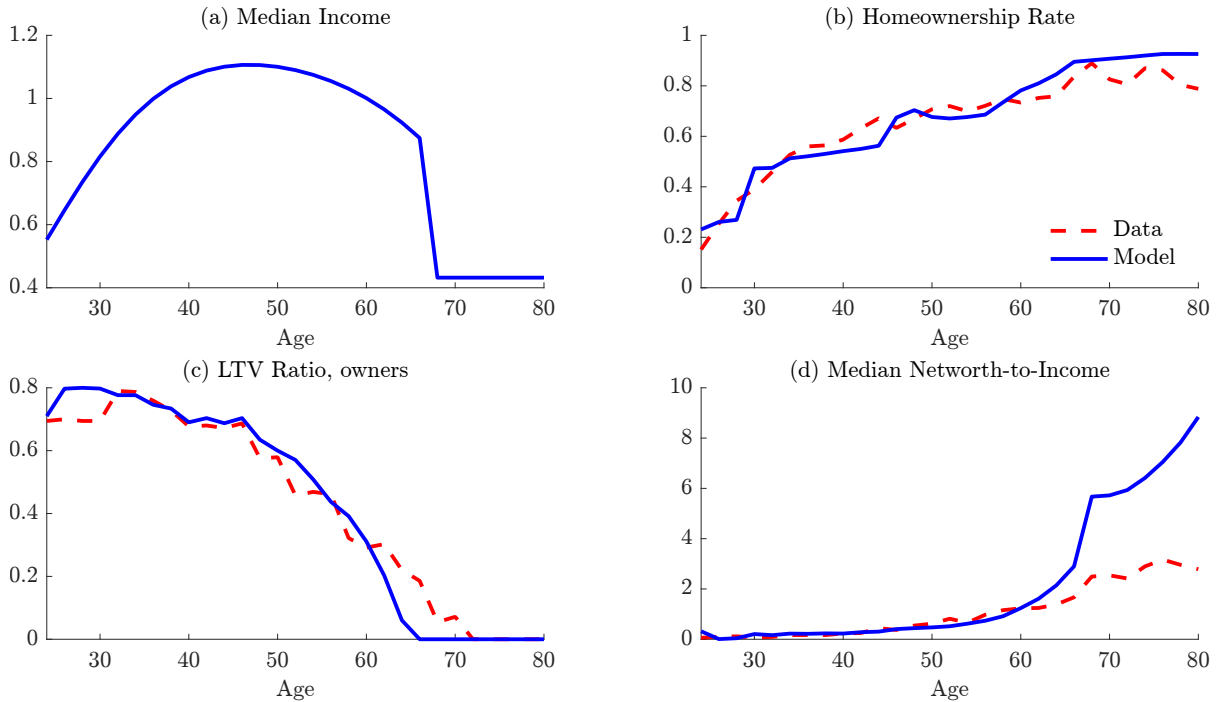 (a) Median Income
1.2
1
0.8
0.6
0.4
30 40 50 60 70 80
Age
(b) Homeownership Rate
1
0.8
0.6
0.4
0.2
0
Data
Model
30 40 50 60 70 80
Age
(c) LTV Ratio, owners
0.8
0.6
0.4
0.2
0
30 40 50 60 70 80
Age
(d) Median Networth-to-Income
10
8
6
4
2
0
30 40 50 60 70 80
Age